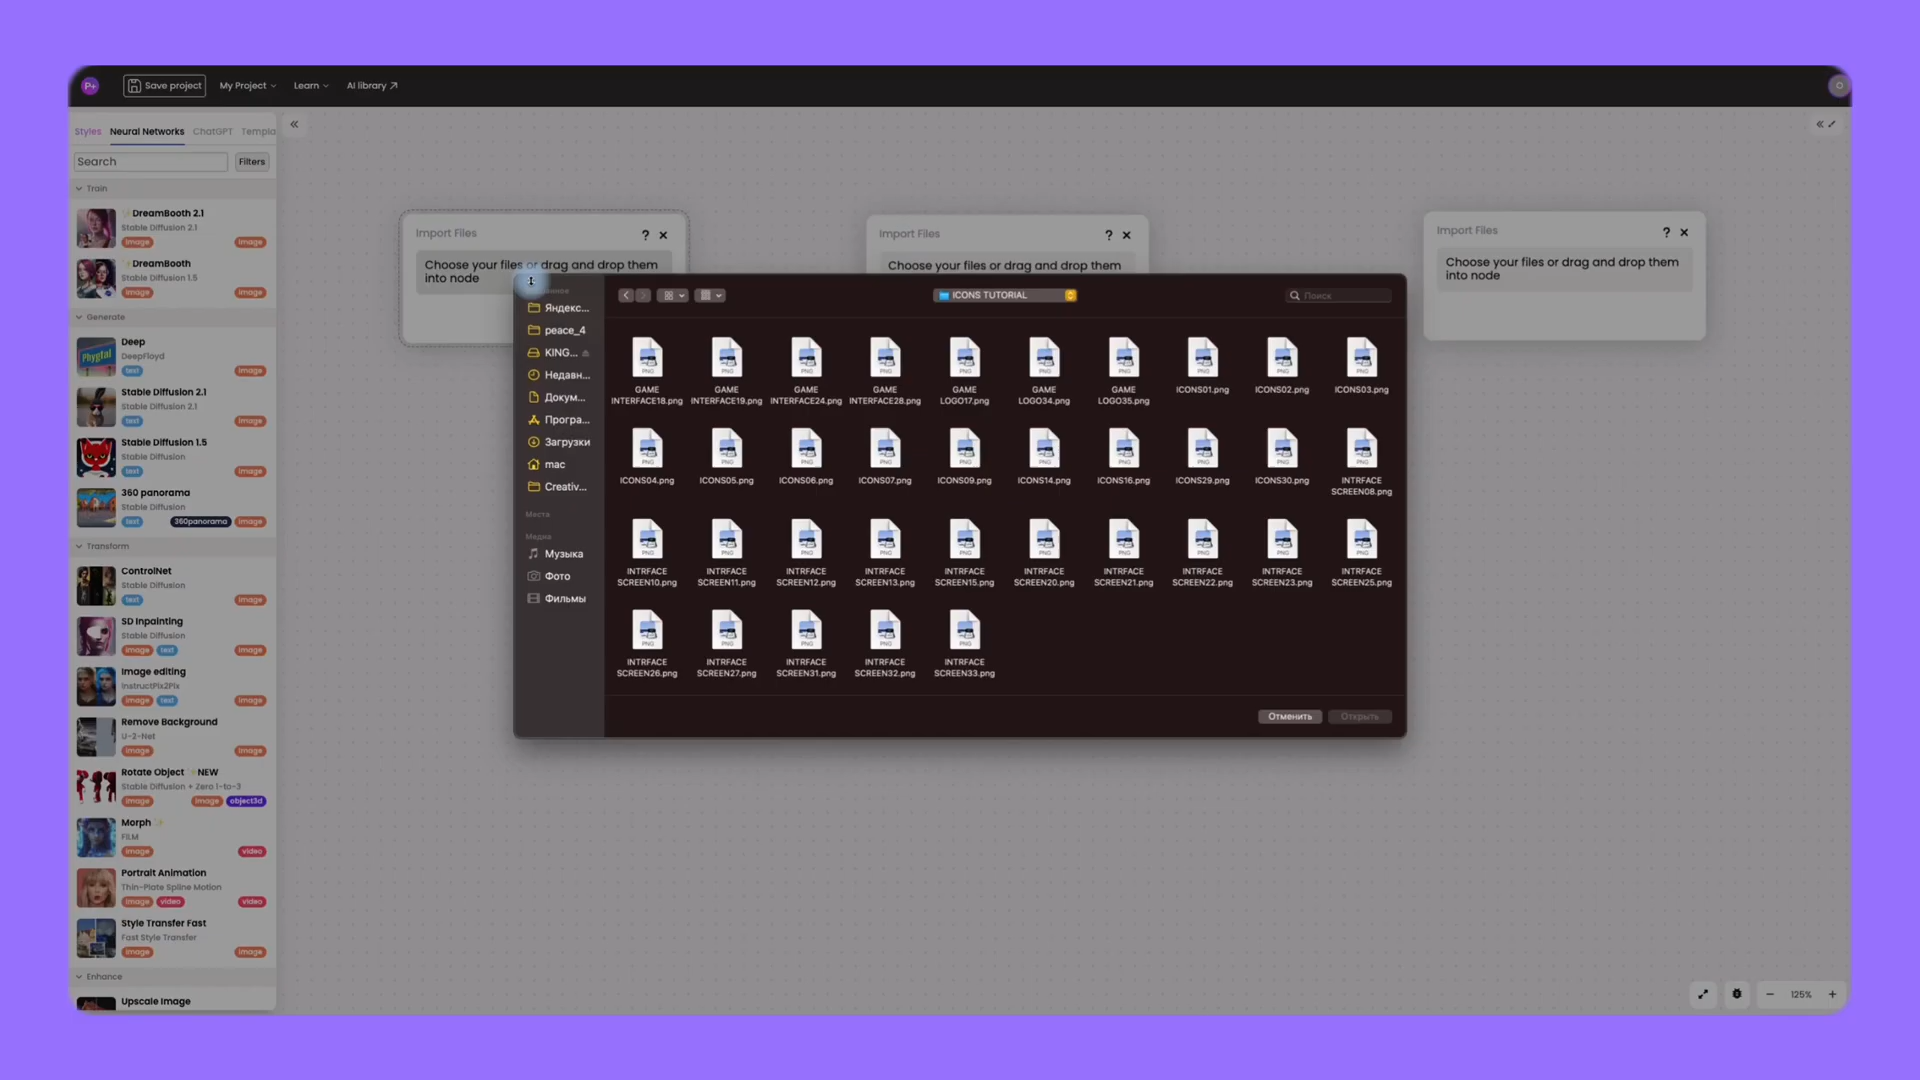 P+
Save project
My Project
Learn
AI library
Styles
Neural Networks
ChatGPT
Templa
Search
Filters
Train
DreamBooth 2.1
Stable Diffusion 2.1
image
image
DreamBooth
Stable Diffusion 1.5
image
image
Generate
Deep
DeepFloyd
text
image
Stable Diffusion 2.1
Stable Diffusion 2.1
text
image
Stable Diffusion 1.5
Stable Diffusion
text
image
360 panorama
Stable Diffusion
text
360panorama
image
Transform
ControlNet
Stable Diffusion
text
image
SD Inpainting
Stable Diffusion
image
text
image
Image editing
InstructPix2Pix
image
text
image
Remove Background
U-2-Net
image
image
Rotate Object NEW
Stable Diffusion + Zero 1-to-3
image
image
object3d
Morph
FILM
image
video
Portrait Animation
Thin-Plate Spline Motion
image
video
video
Style Transfer Fast
Fast Style Transfer
image
image
Enhance
Upscale Image
Import Files
?
Choose your files or drag and drop them
into node
Import Files
?
Choose your files or drag and drop them
Import Files
?
Choose your files or drag and drop them
into node
Яндекс...
peace_4
KING...
Недавн...
Докум...
Програ...
Загрузки
mac
Creativ...
Места
Медиа
Музыка
Фото
Фильмы
ICONS TUTORIAL
Поиск
GAME
INTERFACE18.png
GAME
INTERFACE19.png
GAME
INTERFACE24.png
GAME
INTERFACE28.png
GAME
LOGO17.png
GAME
LOGO34.png
GAME
LOGO35.png
ICONS01.png
ICONS02.png
ICONS03.png
ICONS04.png
ICONS05.png
ICONS06.png
ICONS07.png
ICONS09.png
ICONS14.png
ICONS16.png
ICONS29.png
ICONS30.png
INTRFACE
SCREEN08.png
INTRFACE
SCREEN10.png
INTRFACE
SCREEN11.png
INTRFACE
SCREEN12.png
INTRFACE
SCREEN13.png
INTRFACE
SCREEN15.png
INTRFACE
SCREEN20.png
INTRFACE
SCREEN21.png
INTRFACE
SCREEN22.png
INTRFACE
SCREEN23.png
INTRFACE
SCREEN25.png
INTRFACE
SCREEN26.png
INTRFACE
SCREEN27.png
INTRFACE
SCREEN31.png
INTRFACE
SCREEN32.png
INTRFACE
SCREEN33.png
Отменить
Открыть
125%